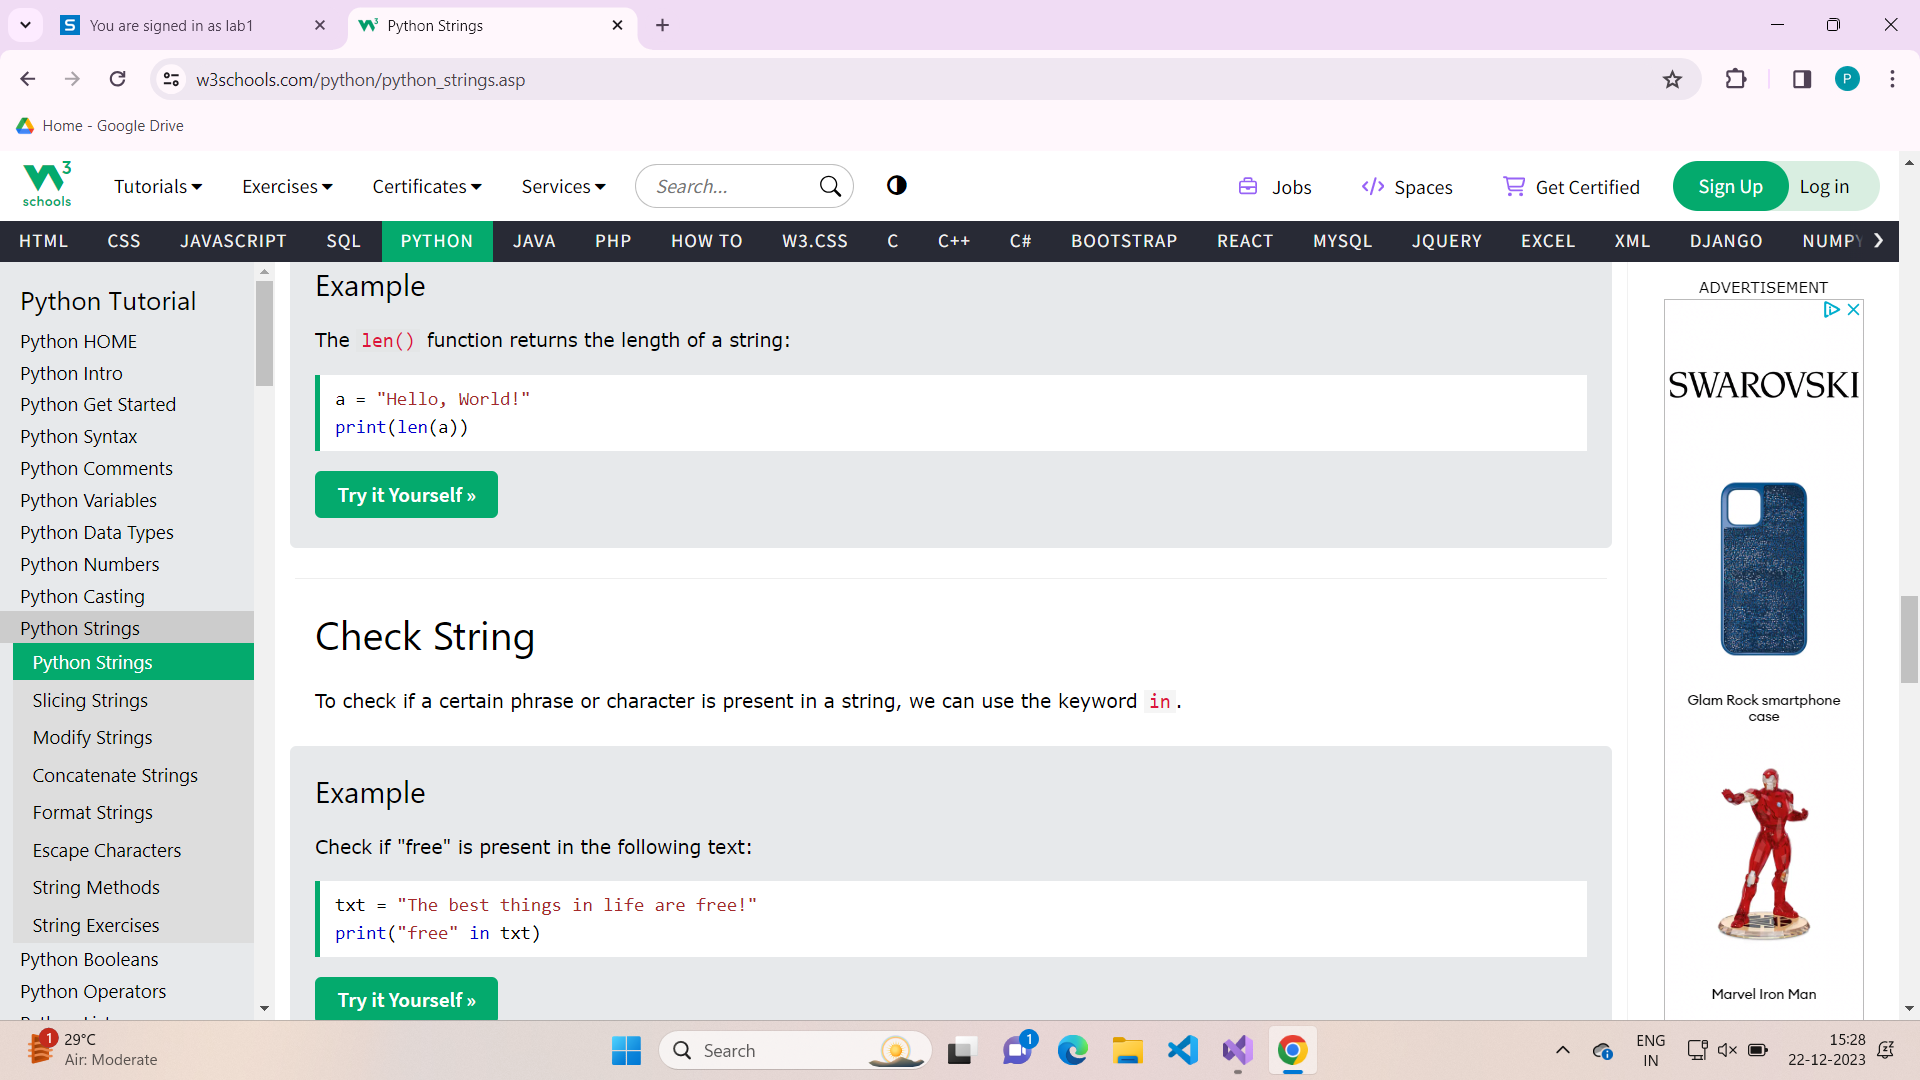 You are signed in as lab1
Python Strings
w3schools.com/python/python_strings.asp
P
Home - Google Drive
W3 schools
Tutorials
Exercises
Certificates
Services
Search...
Jobs
Spaces
Get Certified
Sign Up
Log in
HTML CSS JAVASCRIPT SQL PYTHON JAVA PHP HOW TO W3.CSS C C++ C# BOOTSTRAP REACT MYSQL JQUERY EXCEL XML DJANGO NUMPY
Python Tutorial
Python HOME
Python Intro
Python Get Started
Python Syntax
Python Comments
Python Variables
Python Data Types
Python Numbers
Python Casting
Python Strings
Python Strings
Slicing Strings
Modify Strings
Concatenate Strings
Format Strings
Escape Characters
String Methods
String Exercises
Python Booleans
Python Operators
Example
The len() function returns the length of a string:
a = "Hello, World!"
print(len(a))
Try it Yourself »
Check String
To check if a certain phrase or character is present in a string, we can use the keyword in.
Example
Check if "free" is present in the following text:
txt = "The best things in life are free!"
print("free" in txt)
Try it Yourself »
ADVERTISEMENT
SWAROVSKI
Glam Rock smartphone
case
Marvel Iron Man
1
29°C
Air: Moderate
Search
1
ENG
IN
15:28
22-12-2023